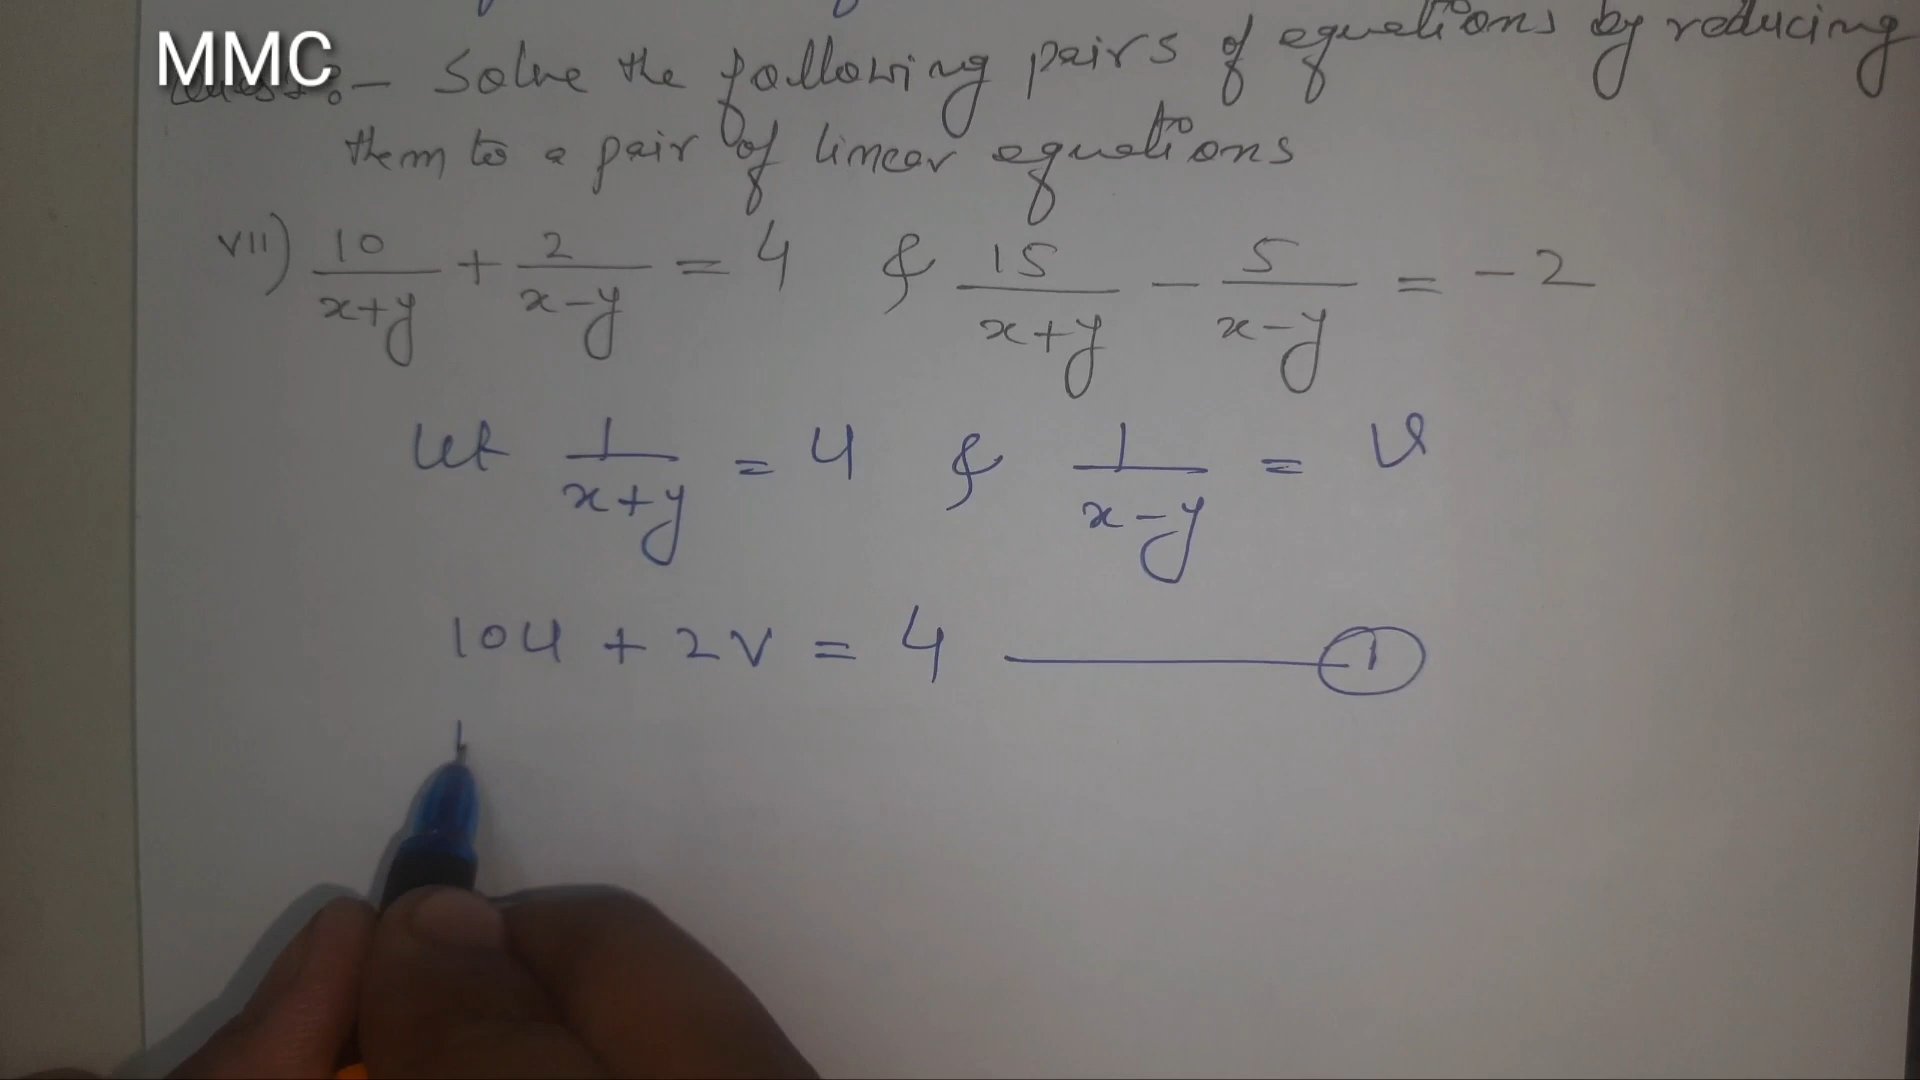 MMC
:- Solve the following pairs of equations by reducing
them to a pair of linear equations
vii) 10/(x+y) + 2/(x-y) = 4 & 15/(x+y) - 5/(x-y) = -2
let 1/(x+y) = u & 1/(x-y) = v
10u + 2v = 4 ——— ①
1